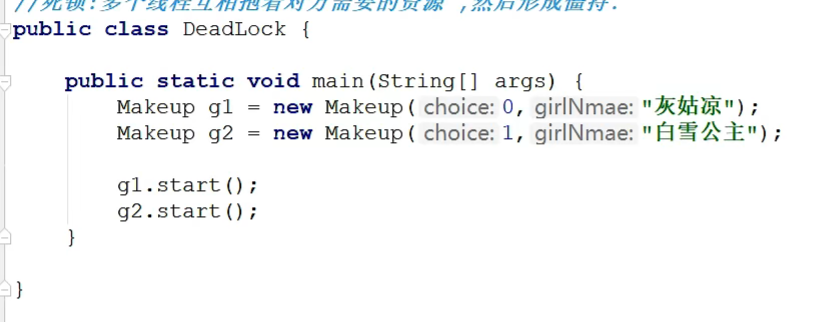 //死锁:多个线程互相抱着对方需要的资源 ,然后形成僵持.
public class DeadLock {
public static void main(String[] args) {
Makeup g1 = new Makeup( choice: 0, girlNmae: "灰姑凉");
Makeup g2 = new Makeup( choice: 1, girlNmae: "白雪公主");
g1.start();
g2.start();
}
}